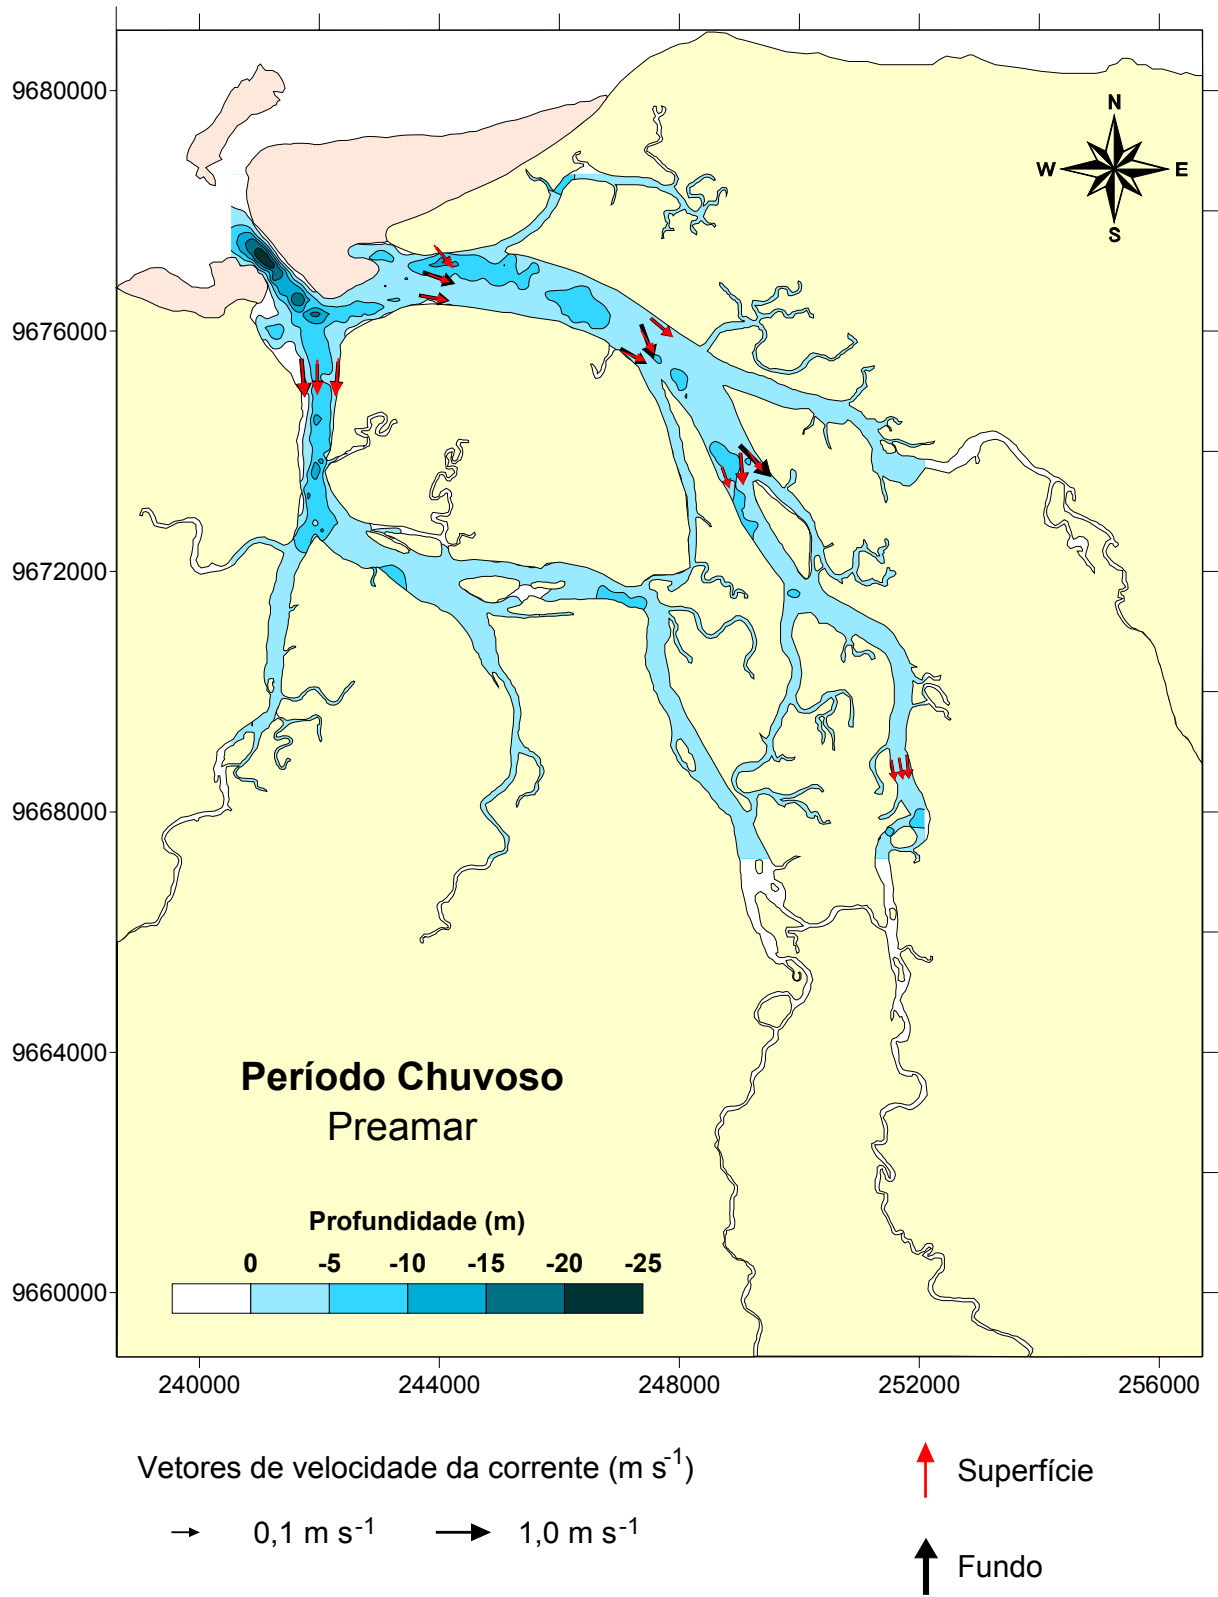 9680000
9676000
9672000
9668000
9664000
9660000
N
W E
S
Período Chuvoso
Preamar
Profundidade (m)
0 -5 -10 -15 -20 -25
240000 244000 248000 252000 256000
Vetores de velocidade da corrente (m s-1)
0,1 m s-1 1,0 m s-1
Superfície
Fundo